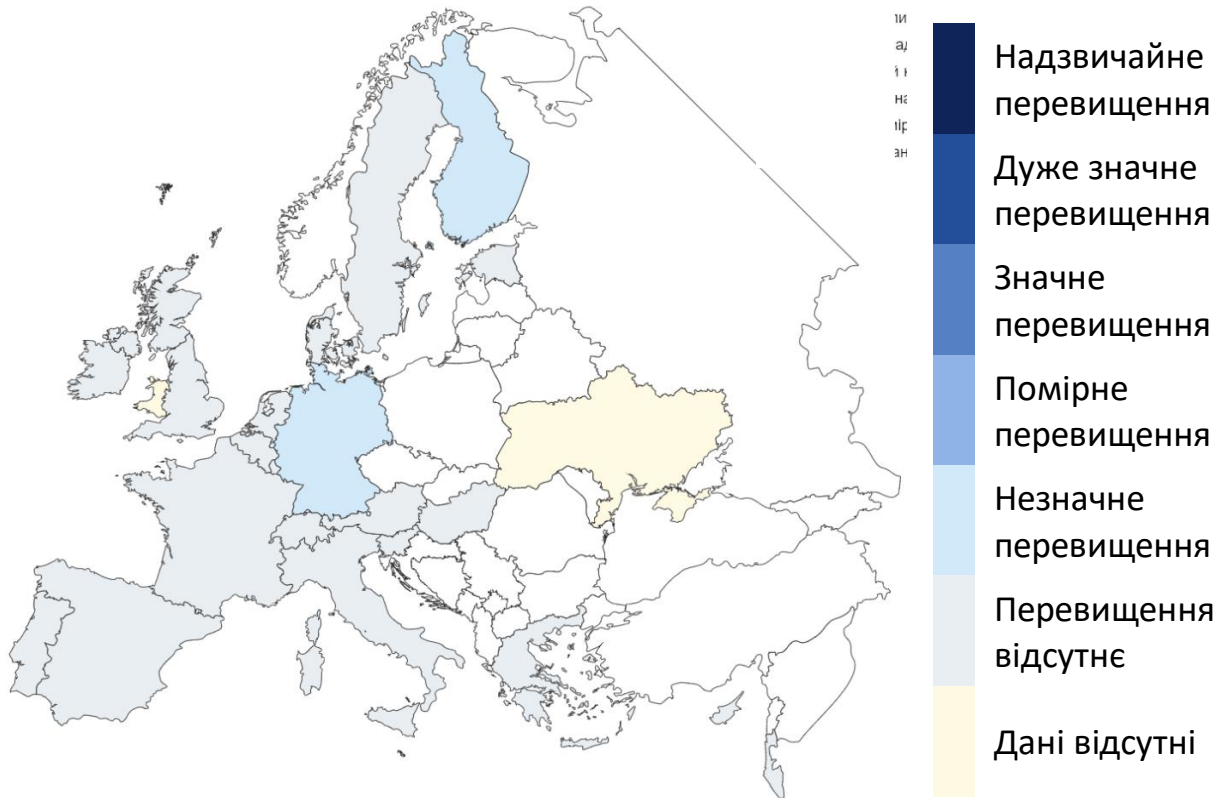 Надзвичайне
перевищення
Дуже значне
перевищення
Значне
перевищення
Помірне
перевищення
Незначне
перевищення
Перевищення
відсутнє
Дані відсутні